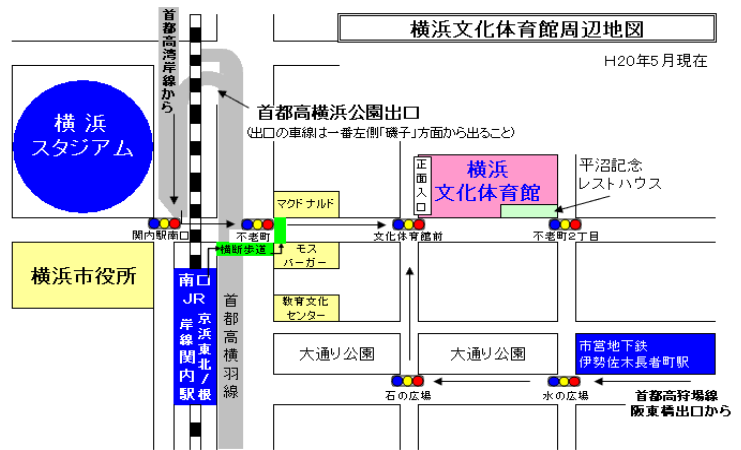 横浜文化体育館周辺地図
H20年5月現在
首都高湾岸線から
首都高横浜公園出口
(出口の車線は一番左側「磯子」方面から出ること)
横浜
スタジアム
正面入口
横浜
文化体育館
平沼記念
レストハウス
マクドナルド
関内駅南口
不老町
文化体育館前
不老町2丁目
横断歩道
モス
バーガー
横浜市役所
南口
JR
京浜東北/根
岸線関内駅
首都高横羽線
教育文化
センター
大通り公園
大通り公園
市営地下鉄
伊勢佐木長者町駅
石の広場
水の広場
首都高狩場線
阪東橋出口から